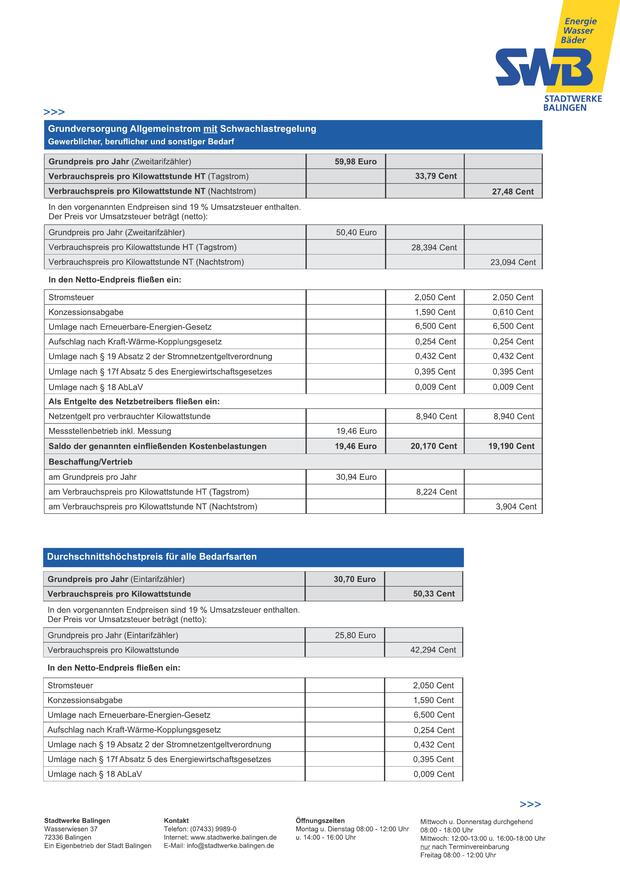 Energie
Wasser
Bäder
SWB
STADTWERKE
BALINGEN
>>>
Grundversorgung Allgemeinstrom mit Schwachlastregelung
Gewerblicher, beruflicher und sonstiger Bedarf
Grundpreis pro Jahr (Zweitarifzähler) 59,98 Euro
Verbrauchspreis pro Kilowattstunde HT (Tagstrom) 33,79 Cent
Verbrauchspreis pro Kilowattstunde NT (Nachtstrom) 27,48 Cent
In den vorgenannten Endpreisen sind 19 % Umsatzsteuer enthalten.
Der Preis vor Umsatzsteuer beträgt (netto):
Grundpreis pro Jahr (Zweitarifzähler) 50,40 Euro
Verbrauchspreis pro Kilowattstunde HT (Tagstrom) 28,394 Cent
Verbrauchspreis pro Kilowattstunde NT (Nachtstrom) 23,094 Cent
In den Netto-Endpreis fließen ein:
Stromsteuer 2,050 Cent 2,050 Cent
Konzessionsabgabe 1,590 Cent 0,610 Cent
Umlage nach Erneuerbare-Energien-Gesetz 6,500 Cent 6,500 Cent
Aufschlag nach Kraft-Wärme-Kopplungsgesetz 0,254 Cent 0,254 Cent
Umlage nach § 19 Absatz 2 der Stromnetzentgeltverordnung 0,432 Cent 0,432 Cent
Umlage nach § 17f Absatz 5 des Energiewirtschaftsgesetzes 0,395 Cent 0,395 Cent
Umlage nach § 18 AbLaV 0,009 Cent 0,009 Cent
Als Entgelte des Netzbetreibers fließen ein:
Netzentgelt pro verbrauchter Kilowattstunde 8,940 Cent 8,940 Cent
Messstellenbetrieb inkl. Messung 19,46 Euro
Saldo der genannten einfließenden Kostenbelastungen 19,46 Euro 20,170 Cent 19,190 Cent
Beschaffung/Vertrieb
am Grundpreis pro Jahr 30,94 Euro
am Verbrauchspreis pro Kilowattstunde HT (Tagstrom) 8,224 Cent
am Verbrauchspreis pro Kilowattstunde NT (Nachtstrom) 3,904 Cent
Durchschnittshöchstpreis für alle Bedarfsarten
Grundpreis pro Jahr (Eintarifzähler) 30,70 Euro
Verbrauchspreis pro Kilowattstunde 50,33 Cent
In den vorgenannten Endpreisen sind 19 % Umsatzsteuer enthalten.
Der Preis vor Umsatzsteuer beträgt (netto):
Grundpreis pro Jahr (Eintarifzähler) 25,80 Euro
Verbrauchspreis pro Kilowattstunde 42,294 Cent
In den Netto-Endpreis fließen ein:
Stromsteuer 2,050 Cent
Konzessionsabgabe 1,590 Cent
Umlage nach Erneuerbare-Energien-Gesetz 6,500 Cent
Aufschlag nach Kraft-Wärme-Kopplungsgesetz 0,254 Cent
Umlage nach § 19 Absatz 2 der Stromnetzentgeltverordnung 0,432 Cent
Umlage nach § 17f Absatz 5 des Energiewirtschaftsgesetzes 0,395 Cent
Umlage nach § 18 AbLaV 0,009 Cent
>>>
Stadtwerke Balingen
Wasserwiesen 37
72336 Balingen
Ein Eigenbetrieb der Stadt Balingen
Kontakt
Telefon: (07433) 9989-0
Internet: www.stadtwerke.balingen.de
E-Mail: info@stadtwerke.balingen.de
Öffnungszeiten
Montag u. Dienstag 08:00 - 12:00 Uhr
u. 14:00 - 16:00 Uhr
Mittwoch u. Donnerstag durchgehend
08:00 - 18:00 Uhr
Mittwoch: 12:00-13:00 u. 16:00-18:00 Uhr
nur nach Terminvereinbarung
Freitag 08:00 - 12:00 Uhr